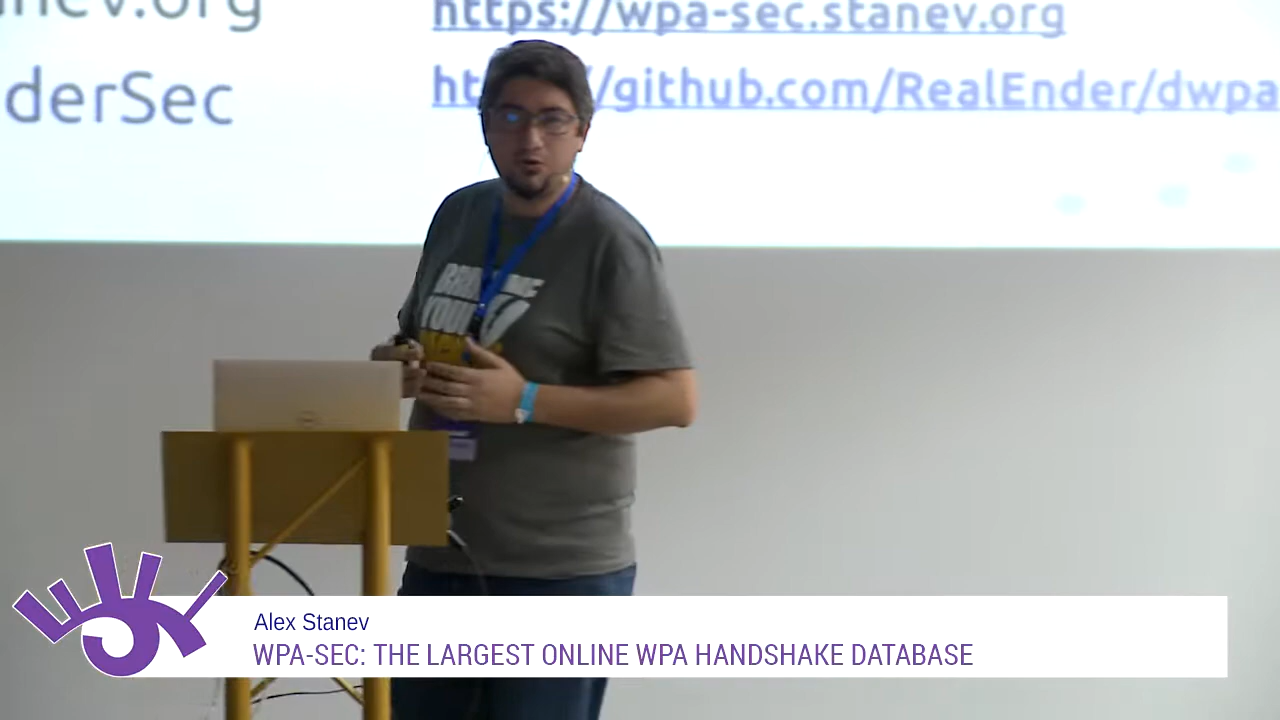 nev.org
https://wpa-sec.stanev.org
derSec
github.com/RealEnder/dwpa
Alex Stanev
WPA-SEC: THE LARGEST ONLINE WPA HANDSHAKE DATABASE